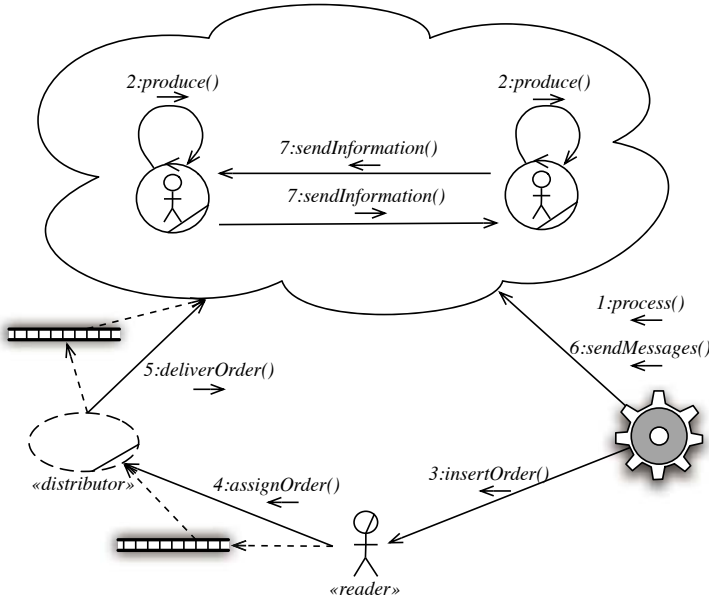 2:produce()
2:produce()
7:sendInformation()
7:sendInformation()
1:process()
6:sendMessages()
5:deliverOrder()
3:insertOrder()
4:assignOrder()
«distributor»
«reader»